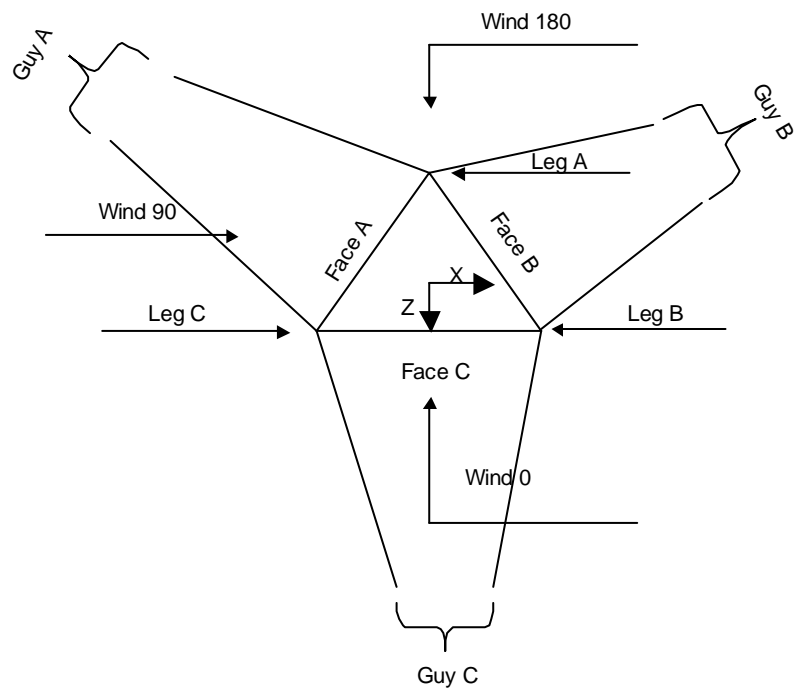 Wind 180
Guy A
Guy B
Leg A
Wind 90
Face A
Face B
X
Z
Leg C
Leg B
Face C
Wind 0
Guy C